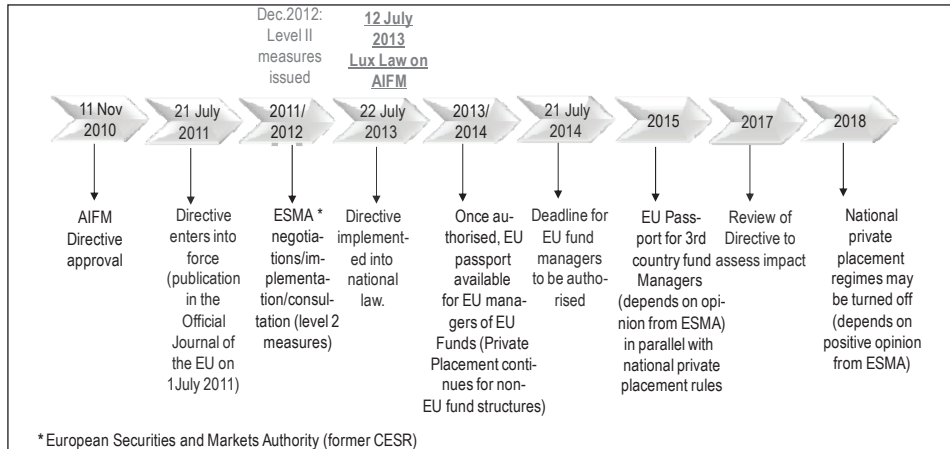 Dec.2012:
Level II
measures
issued
12 July
2013
Lux Law on
AIFM
11 Nov
2010
21 July
2011
2011/
2012
22 July
2013
2013/
2014
21 July
2014
2015
2017
2018
AIFM
Directive
approval
Directive
enters into
force
(publication
in the
Official
Journal of
the EU on
1July 2011)
ESMA *
negotia-
tions/imple-
mentation/
consultation
(level 2
measures)
Directive
implement-
ed into
national
law.
Once au-
thorised, EU
passport
available
for EU man-
agers of EU
Funds (Private
Placement conti-
nues for non-
EU fund structures)
Deadline for
EU fund
managers
to be autho-
rised
EU Pass-
port for 3rd
country fund
Managers
(depends on opi-
nion from ESMA)
in parallel with
national private
placement rules
Review of
Directive to
assess impact
National
private
placement
regimes may
be turned off
(depends on
positive opinion
from ESMA)
* European Securities and Markets Authority (former CESR)